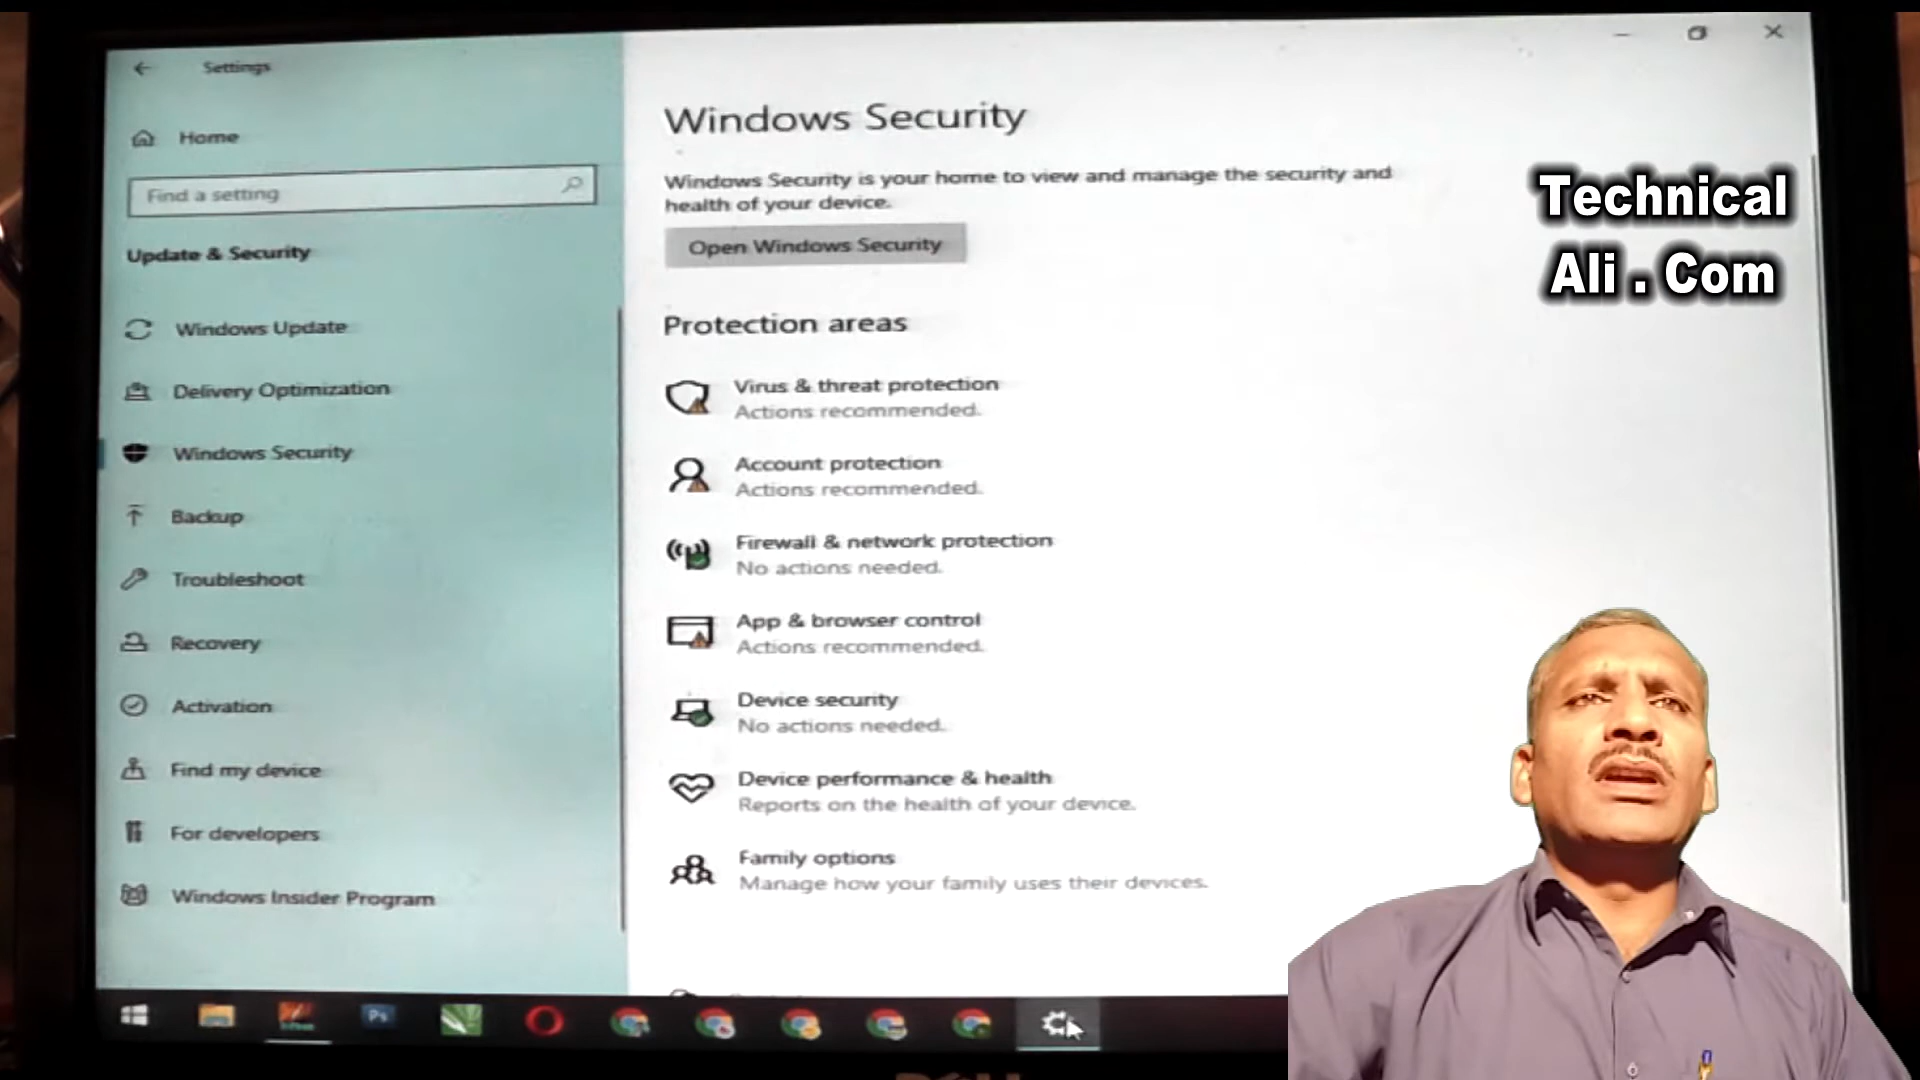 Settings
Home
Find a setting
Update & Security
Windows Update
Delivery Optimization
Windows Security
Backup
Troubleshoot
Recovery
Activation
Find my device
For developers
Windows Insider Program
Windows Security
Windows Security is your home to view and manage the security and
health of your device.
Open Windows Security
Protection areas
Virus & threat protection
Actions recommended.
Account protection
Actions recommended.
Firewall & network protection
No actions needed.
App & browser control
Actions recommended.
Device security
No actions needed.
Device performance & health
Reports on the health of your device.
Family options
Manage how your family uses their devices.
Technical
Ali . Com
Ps